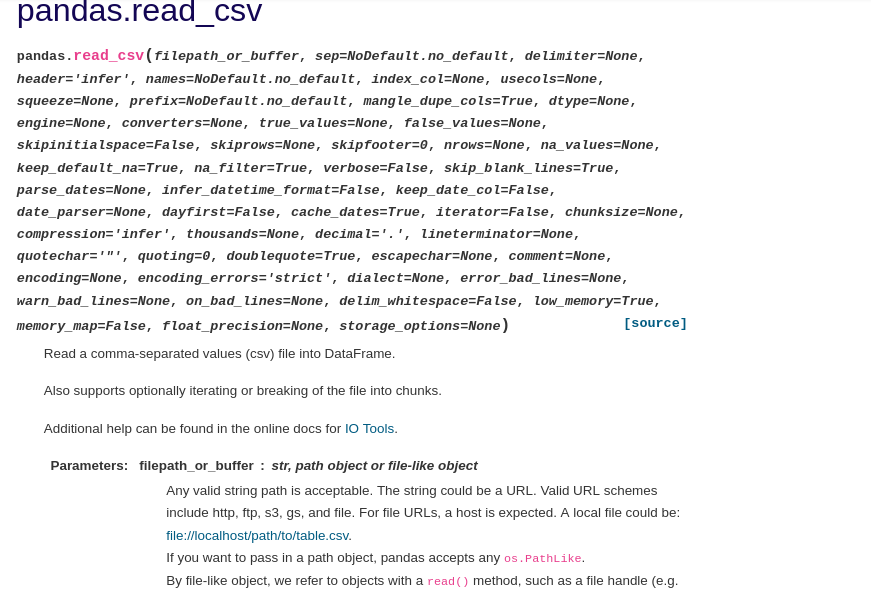 pandas.read_csv
pandas.read_csv(filepath_or_buffer, sep=NoDefault.no_default, delimiter=None,
header='infer', names=NoDefault.no_default, index_col=None, usecols=None,
squeeze=None, prefix=NoDefault.no_default, mangle_dupe_cols=True, dtype=None,
engine=None, converters=None, true_values=None, false_values=None,
skipinitialspace=False, skiprows=None, skipfooter=0, nrows=None, na_values=None,
keep_default_na=True, na_filter=True, verbose=False, skip_blank_lines=True,
parse_dates=None, infer_datetime_format=False, keep_date_col=False,
date_parser=None, dayfirst=False, cache_dates=True, iterator=False, chunksize=None,
compression='infer', thousands=None, decimal='.', lineterminator=None,
quotechar='"', quoting=0, doublequote=True, escapechar=None, comment=None,
encoding=None, encoding_errors='strict', dialect=None, error_bad_lines=None,
warn_bad_lines=None, on_bad_lines=None, delim_whitespace=False, low_memory=True,
memory_map=False, float_precision=None, storage_options=None) [source]
Read a comma-separated values (csv) file into DataFrame.
Also supports optionally iterating or breaking of the file into chunks.
Additional help can be found in the online docs for IO Tools.
Parameters: filepath_or_buffer : str, path object or file-like object
Any valid string path is acceptable. The string could be a URL. Valid URL schemes
include http, ftp, s3, gs, and file. For file URLs, a host is expected. A local file could be:
file://localhost/path/to/table.csv.
If you want to pass in a path object, pandas accepts any os.PathLike.
By file-like object, we refer to objects with a read() method, such as a file handle (e.g.